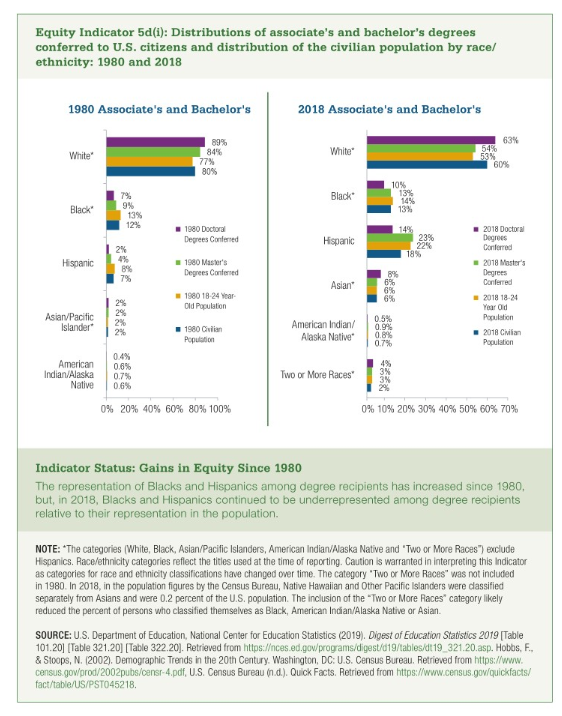 Equity Indicator 5d(i): Distributions of associate's and bachelor's degrees
conferred to U.S. citizens and distribution of the civilian population by race/
ethnicity: 1980 and 2018
1980 Associate's and Bachelor's
White*
89%
84%
77%
80%
Black*
7%
9%
13%
12%
Hispanic
2%
4%
8%
7%
Asian/Pacific
Islander*
2%
2%
2%
2%
American
Indian/Alaska
Native
0.4%
0.6%
0.7%
0.6%
0% 20% 40% 60% 80% 100%
1980 Doctoral
Degrees Conferred
1980 Master's
Degrees Conferred
1980 18-24 Year-
Old Population
1980 Civilian
Population
2018 Associate's and Bachelor's
White*
63%
54%
53%
60%
Black*
10%
13%
14%
13%
Hispanic
14%
23%
22%
18%
Asian*
8%
6%
6%
6%
American Indian/
Alaska Native*
0.5%
0.9%
0.8%
0.7%
Two or More Races*
4%
3%
3%
2%
0% 10% 20% 30% 40% 50% 60% 70%
2018 Doctoral
Degrees
Conferred
2018 Master's
Degrees
Conferred
2018 18-24
Year Old
Population
2018 Civilian
Population
Indicator Status: Gains in Equity Since 1980
The representation of Blacks and Hispanics among degree recipients has increased since 1980,
but, in 2018, Blacks and Hispanics continued to be underrepresented among degree recipients
relative to their representation in the population.
NOTE: *The categories (White, Black, Asian/Pacific Islanders, American Indian/Alaska Native and "Two or More Races") exclude
Hispanics. Race/ethnicity categories reflect the titles used at the time of reporting. Caution is warranted in interpreting this Indicator
as categories for race and ethnicity classifications have changed over time. The category "Two or More Races" was not included
in 1980. In 2018, in the population figures by the Census Bureau, Native Hawaiian and Other Pacific Islanders were classified
separately from Asians and were 0.2 percent of the U.S. population. The inclusion of the "Two or More Races" category likely
reduced the percent of persons who classified themselves as Black, American Indian/Alaska Native or Asian.
SOURCE: U.S. Department of Education, National Center for Education Statistics (2019). Digest of Education Statistics 2019 [Table
101.20] [Table 321.20] [Table 322.20]. Retrieved from https://nces.ed.gov/programs/digest/d19/tables/dt19_321.20.asp. Hobbs, F.,
& Stoops, N. (2002). Demographic Trends in the 20th Century. Washington, DC: U.S. Census Bureau. Retrieved from https://www.
census.gov/prod/2002pubs/censr-4.pdf, U.S. Census Bureau (n.d.). Quick Facts. Retrieved from https://www.census.gov/quickfacts/
fact/table/US/PST045218.